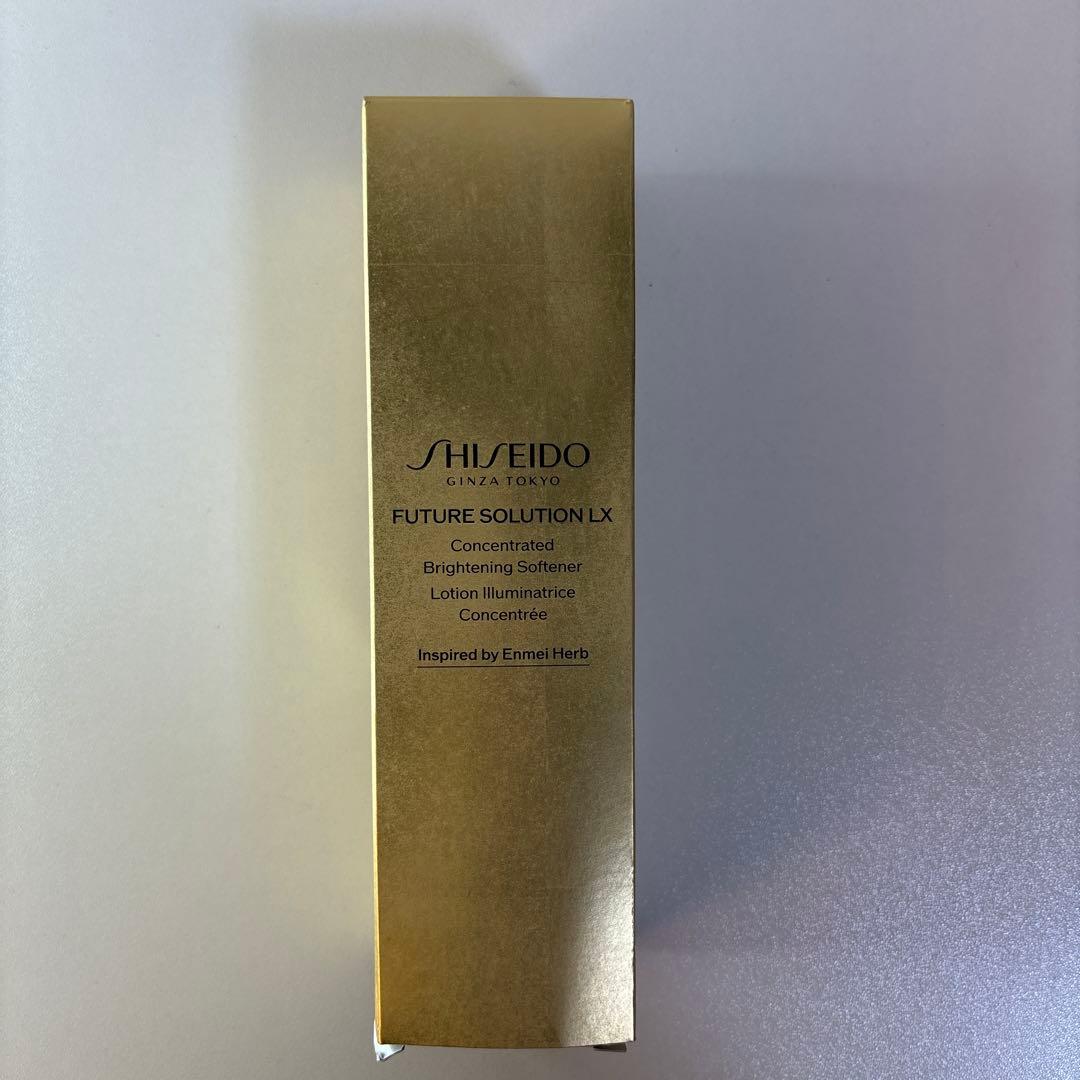 SHISEIDO
GINZA TOKYO
FUTURE SOLUTION LX
Concentrated
Brightening Softener
Lotion Illuminatrice
Concentrée
Inspired by Enmei Herb